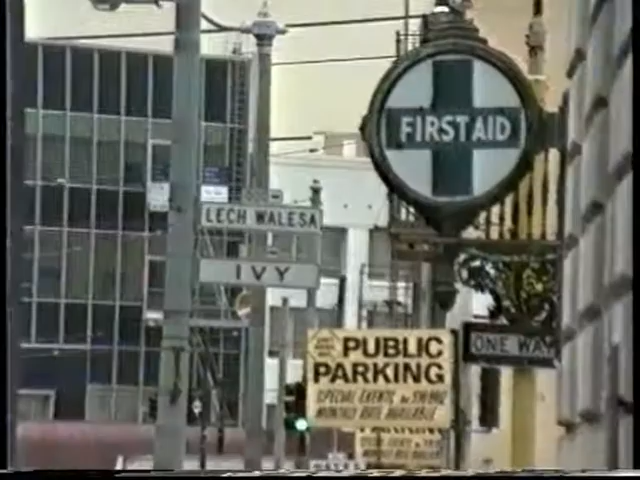 FIRST AID
LECH WALESA
IVY
PUBLIC
PARKING
SPECIAL EVENTS
MONTHLY RATE AVAILABLE
ONE WAY